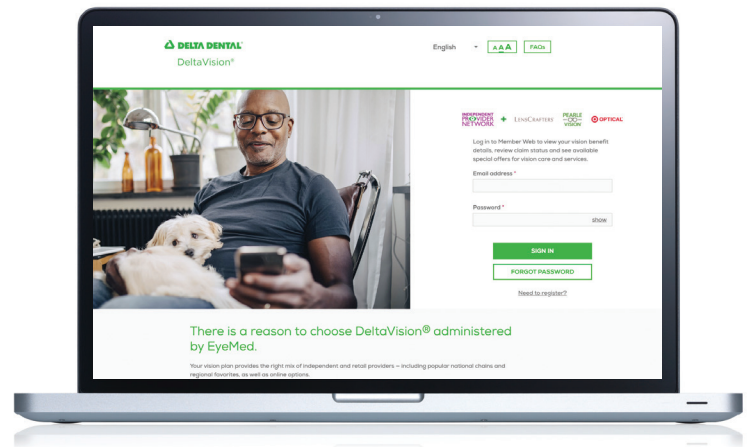 DELTA DENTAL®
DeltaVision®
English
A A A
FAQs
INDEPENDENT PROVIDER NETWORK
+
LENSCRAFTERS
PEARLE VISION
OPTICAL
Log in to Member Web to view your vision benefit
details, review claim status and see available
special offers for vision care and services.
Email address *
Password *
show
SIGN IN
FORGOT PASSWORD
Need to register?
There is a reason to choose DeltaVision® administered
by EyeMed.
Your vision plan provides the right mix of independent and retail providers – including popular national chains and
regional favorites, as well as online options.